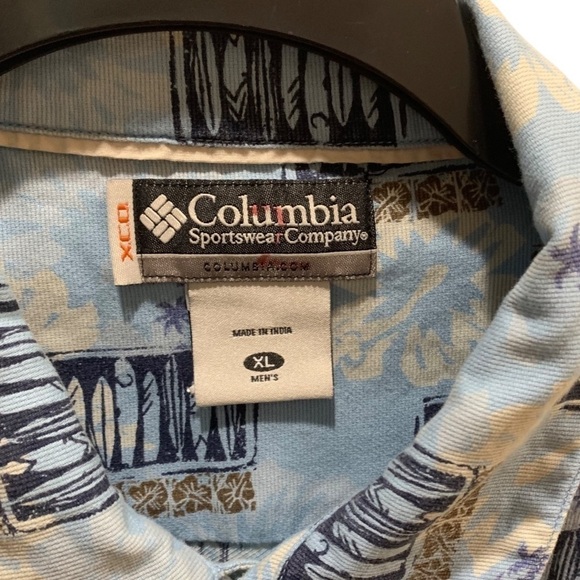 XCO
Columbia
Sportswear Company®
COLUMBIA.COM
MADE IN INDIA
XL
MEN'S